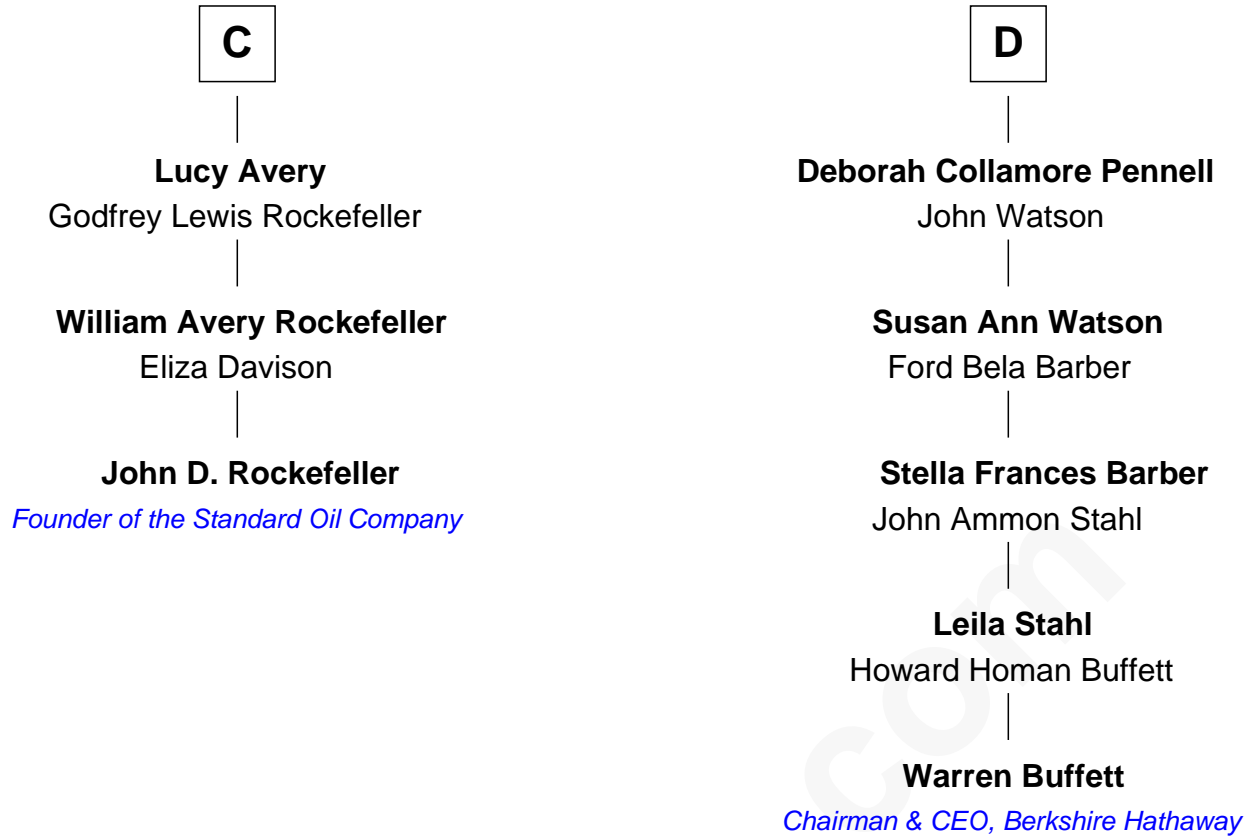 C
Lucy Avery
Godfrey Lewis Rockefeller
William Avery Rockefeller
Eliza Davison
John D. Rockefeller
Founder of the Standard Oil Company
D
Deborah Collamore Pennell
John Watson
Susan Ann Watson
Ford Bela Barber
Stella Frances Barber
John Ammon Stahl
Leila Stahl
Howard Homan Buffett
Warren Buffett
Chairman & CEO, Berkshire Hathaway
com